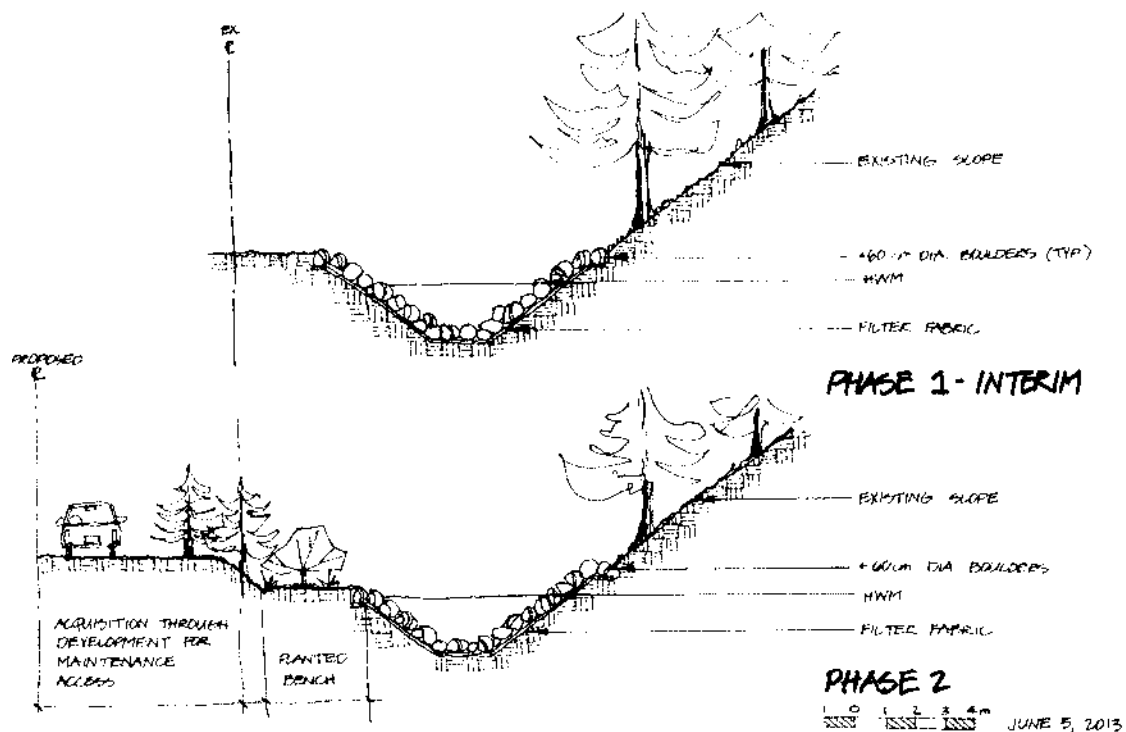 EX.
℄
EXISTING SLOPE
+60cm DIA. BOULDERS (TYP)
HWM
FILTER FABRIC
PHASE 1 - INTERIM
PROPOSED
℄
EXISTING SLOPE
+60cm DIA BOULDERS
HWM
FILTER FABRIC
ACQUISITION THROUGH
DEVELOPMENT FOR
MAINTENANCE
ACCESS
PLANTED
BENCH
PHASE 2
1 0 1 2 3 4m
JUNE 5, 2013